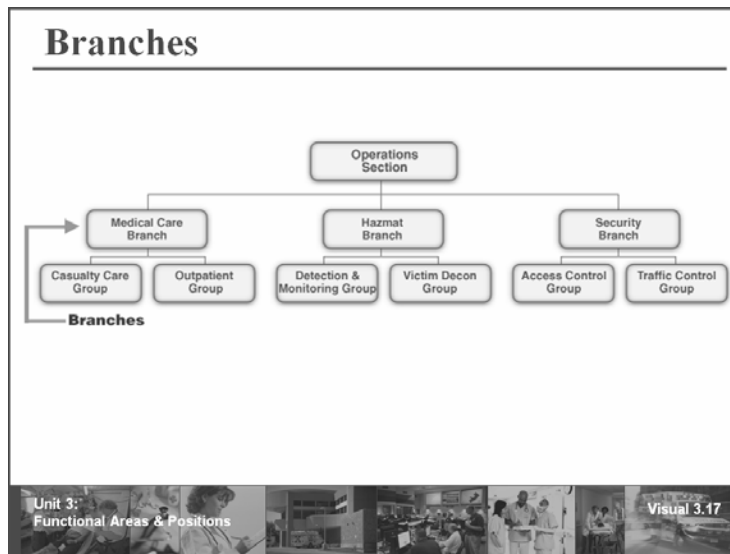 Branches
Operations
Section
Medical Care
Branch
Hazmat
Branch
Security
Branch
Casualty Care
Group
Outpatient
Group
Detection &
Monitoring Group
Victim Decon
Group
Access Control
Group
Traffic Control
Group
Branches
Unit 3:
Functional Areas & Positions
Visual 3.17